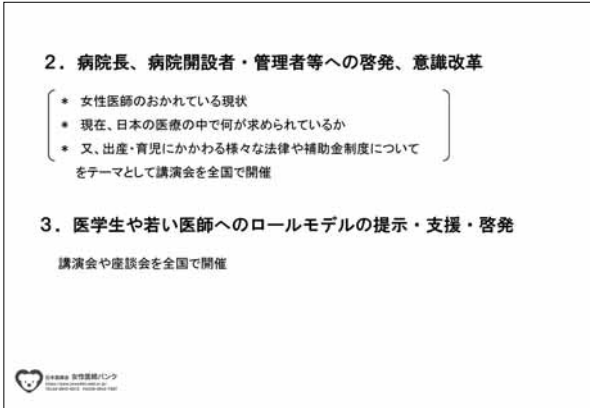 2．病院長、病院開設者・管理者等への啓発、意識改革
* 女性医師のおかれている現状
* 現在、日本の医療の中で何が求められているか
* 又、出産・育児にかかわる様々な法律や補助金制度について
をテーマとして講演会を全国で開催
3．医学生や若い医師へのロールモデルの提示・支援・啓発
講演会や座談会を全国で開催
日本医師会 女性医師バンク